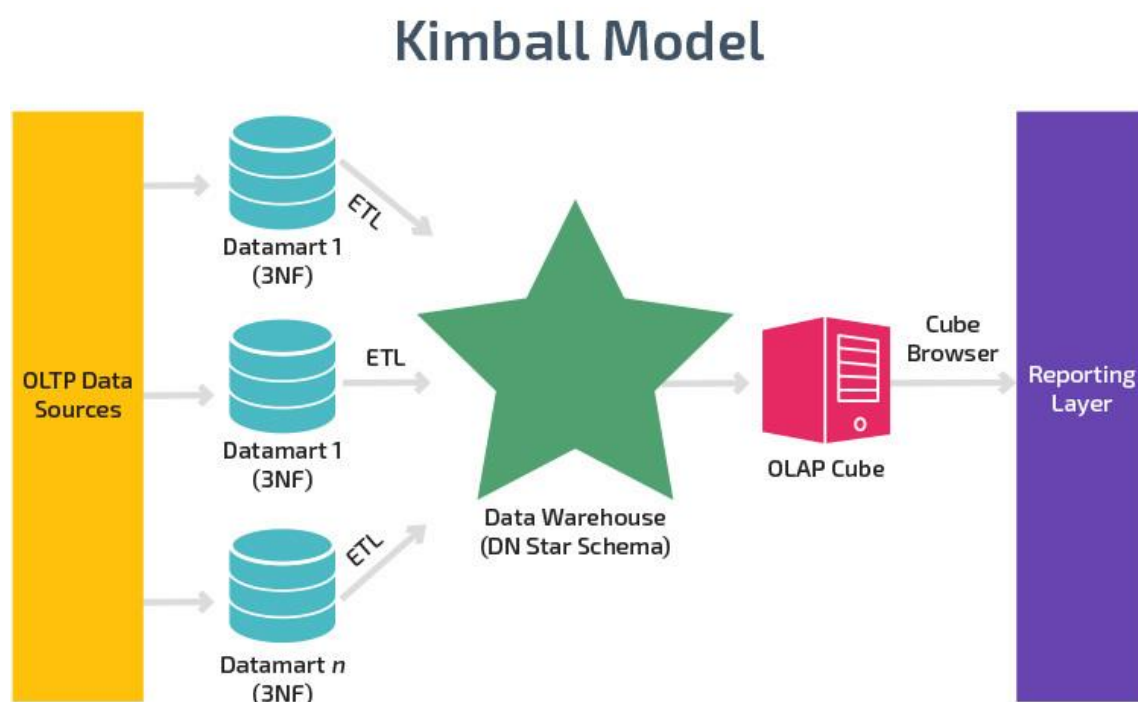 Kimball Model
OLTP Data
Sources
ETL
Datamart 1
(3NF)
ETL
Datamart 1
(3NF)
ETL
Datamart n
(3NF)
Data Warehouse
(DN Star Schema)
OLAP Cube
Cube
Browser
Reporting
Layer